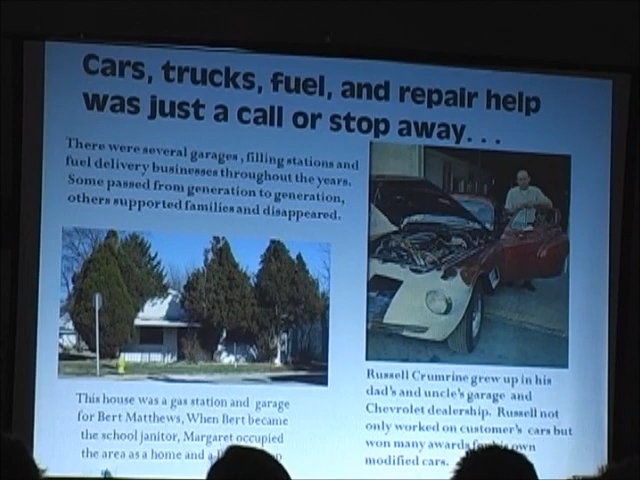 Cars, trucks, fuel, and repair help
was just a call or stop away. . .
There were several garages, filling stations and
fuel delivery businesses throughout the years.
Some passed from generation to generation,
others supported families and disappeared.
This house was a gas station and garage
for Bert Matthews, When Bert became
the school janitor, Margaret occupied
the area as a home and a
Russell Crumrine grew up in his
dad's and uncle's garage and
Chevrolet dealership. Russell not
only worked on customer's cars but
won many awards for his own
modified cars.